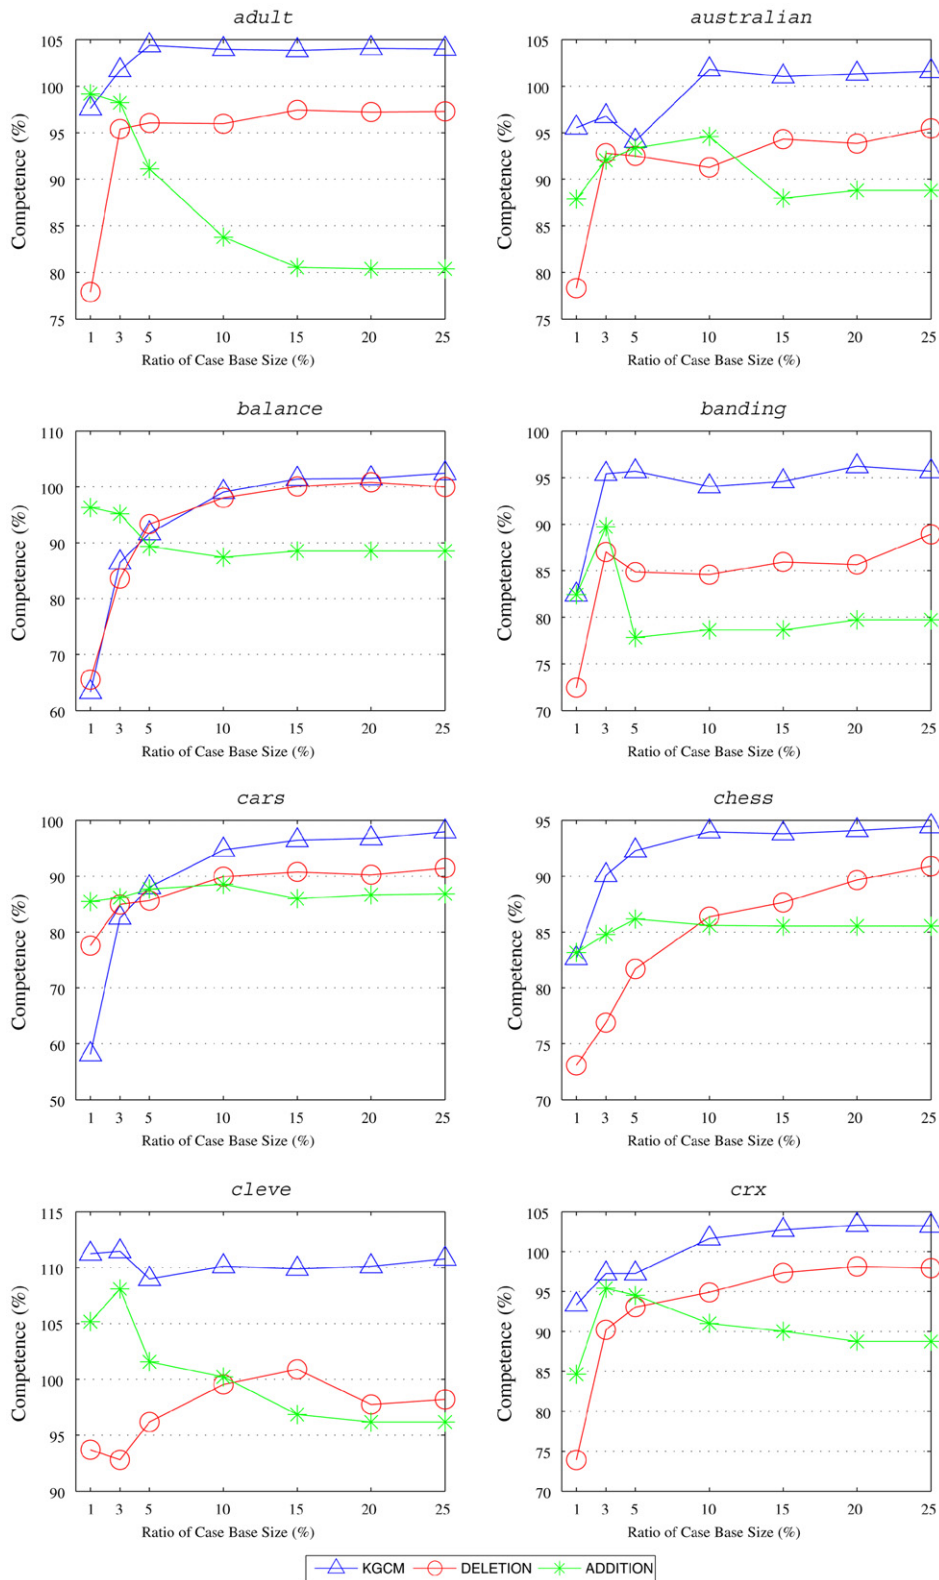 adult
australian
105
100
95
90
85
80
75
Competence (%)
1 3 5 10 15 20 25
Ratio of Case Base Size (%)
105
100
95
90
85
80
75
Competence (%)
1 3 5 10 15 20 25
Ratio of Case Base Size (%)
balance
banding
110
100
90
80
70
60
Competence (%)
1 3 5 10 15 20 25
Ratio of Case Base Size (%)
100
95
90
85
80
75
70
Competence (%)
1 3 5 10 15 20 25
Ratio of Case Base Size (%)
cars
chess
100
90
80
70
60
50
Competence (%)
1 3 5 10 15 20 25
Ratio of Case Base Size (%)
95
90
85
80
75
70
Competence (%)
1 3 5 10 15 20 25
Ratio of Case Base Size (%)
cleve
crx
115
110
105
100
95
90
Competence (%)
1 3 5 10 15 20 25
Ratio of Case Base Size (%)
105
100
95
90
85
80
75
70
Competence (%)
1 3 5 10 15 20 25
Ratio of Case Base Size (%)
KGCM DELETION ADDITION